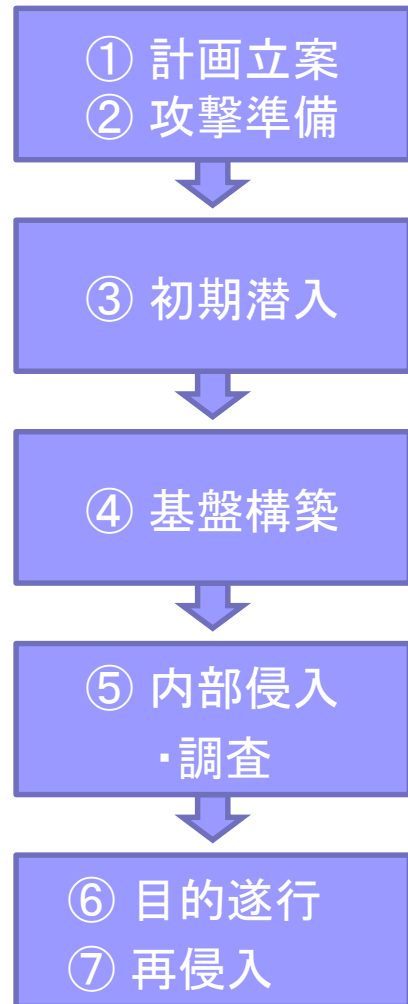 ① 計画立案
② 攻撃準備
③ 初期潜入
④ 基盤構築
⑤ 内部侵入
・調査
⑥ 目的遂行
⑦ 再侵入